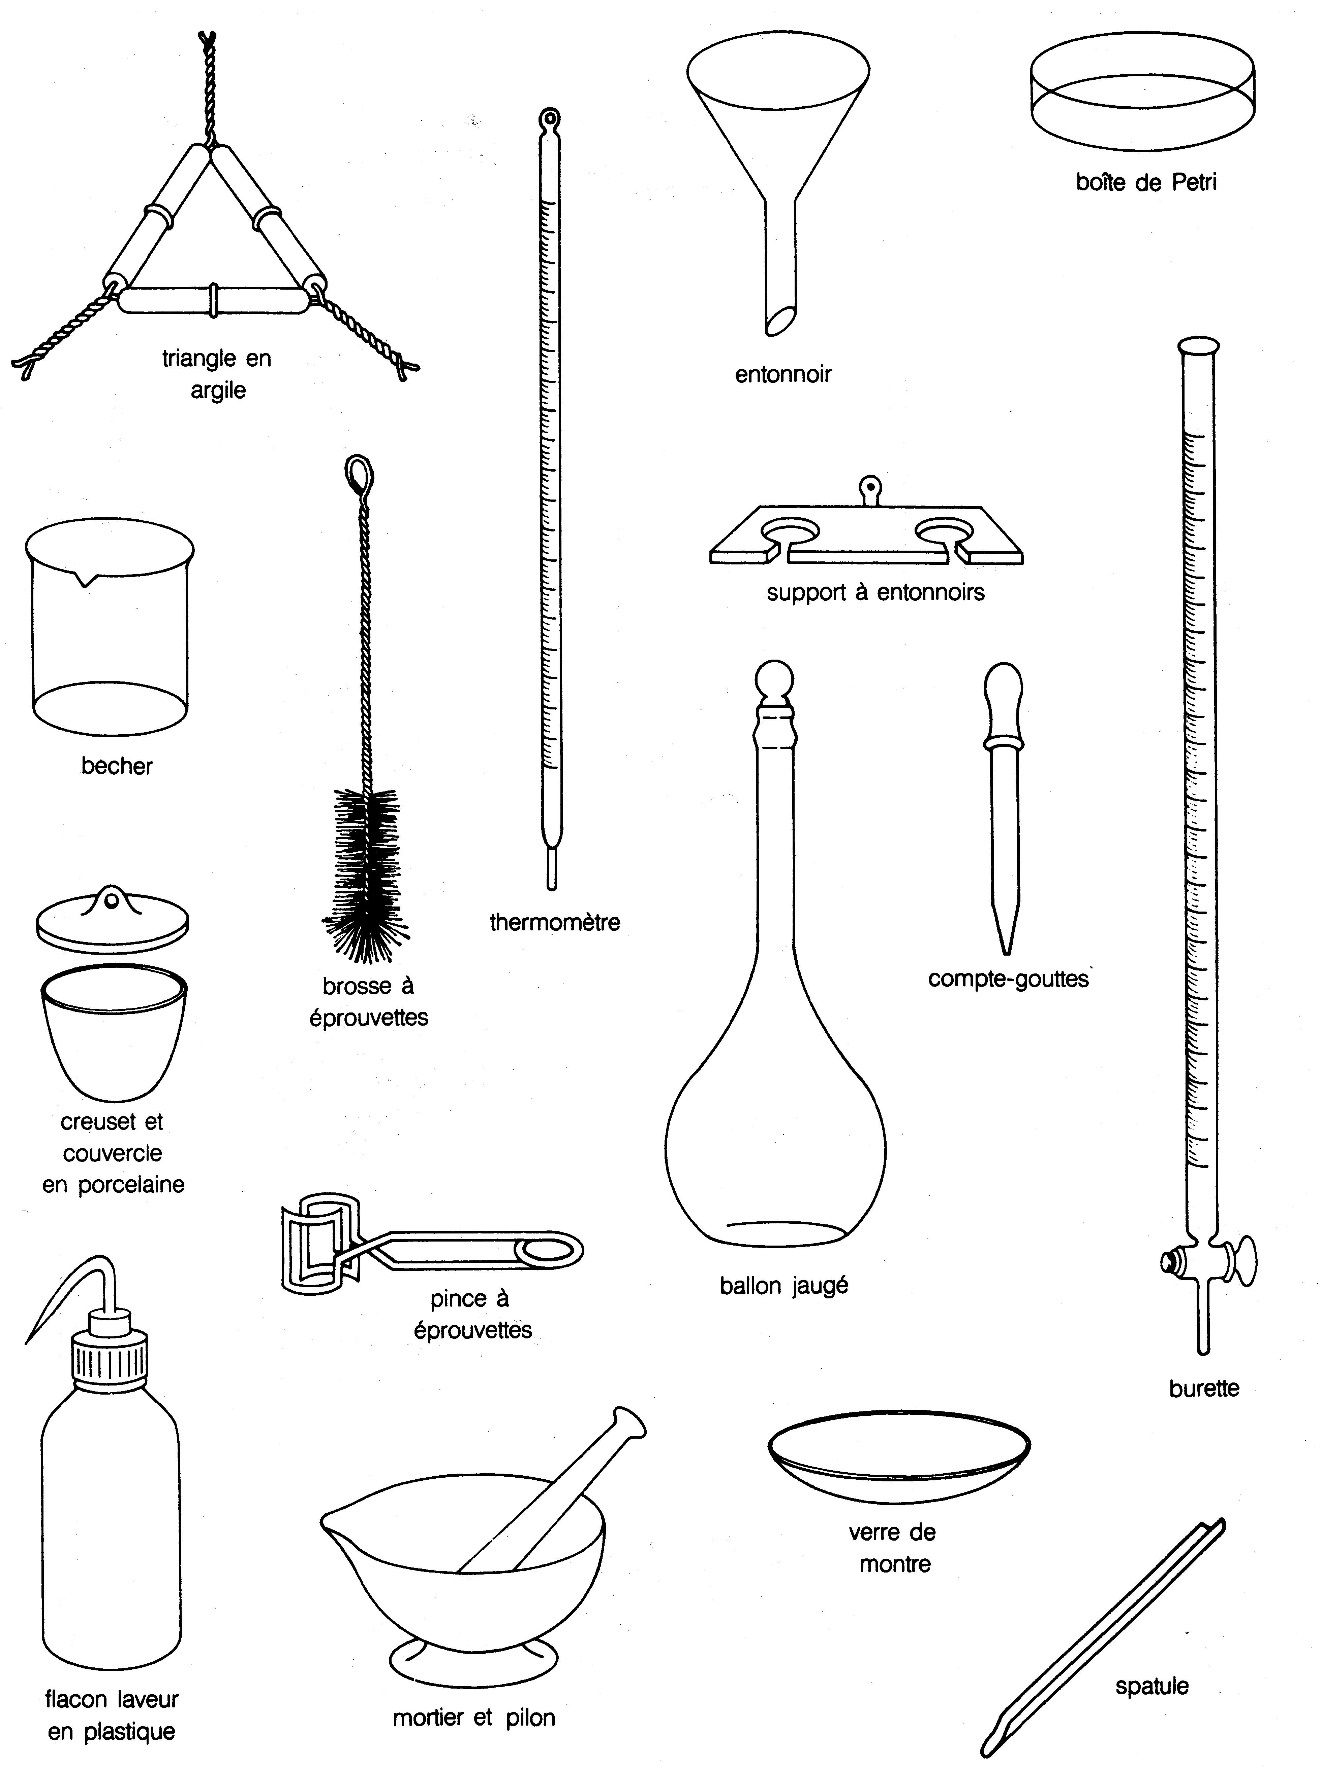 boîte de Petri
triangle en
argile
entonnoir
support à entonnoirs
becher
thermomètre
compte-gouttes
brosse à
éprouvettes
creuset et
couvercle
en porcelaine
ballon jaugé
pince à
éprouvettes
burette
verre de
montre
flacon laveur
en plastique
mortier et pilon
spatule